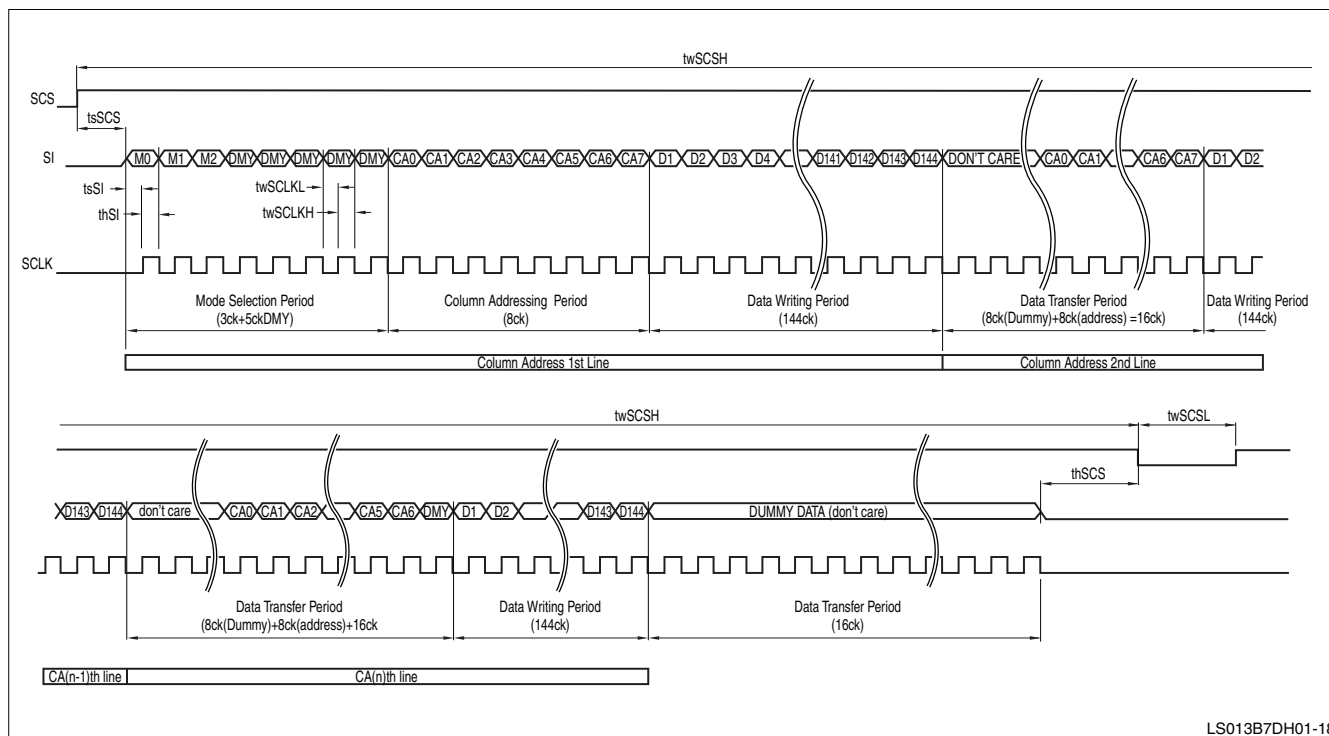 twSCSH
SCS
tsSCS
SI M0 M1 M2 DMY DMY DMY DMY DMY CA0 CA1 CA2 CA3 CA4 CA5 CA6 CA7 D1 D2 D3 D4 D141 D142 D143 D144 DON'T CARE CA0 CA1 CA6 CA7 D1 D2
tsSI twSCLKL
thSI twSCLKH
SCLK
Mode Selection Period Column Addressing Period Data Writing Period Data Transfer Period Data Writing Period
(3ck+5ckDMY) (8ck) (144ck) (8ck(Dummy)+8ck(address) =16ck) (144ck)
Column Address 1st Line Column Address 2nd Line
twSCSH twSCSL
thSCS
D143 D144 don't care CA0 CA1 CA2 CA5 CA6 DMY D1 D2 D143 D144 DUMMY DATA (don't care)
Data Transfer Period Data Writing Period Data Transfer Period
(8ck(Dummy)+8ck(address)+16ck (144ck) (16ck)
CA(n-1)th line CA(n)th line
LS013B7DH01-18